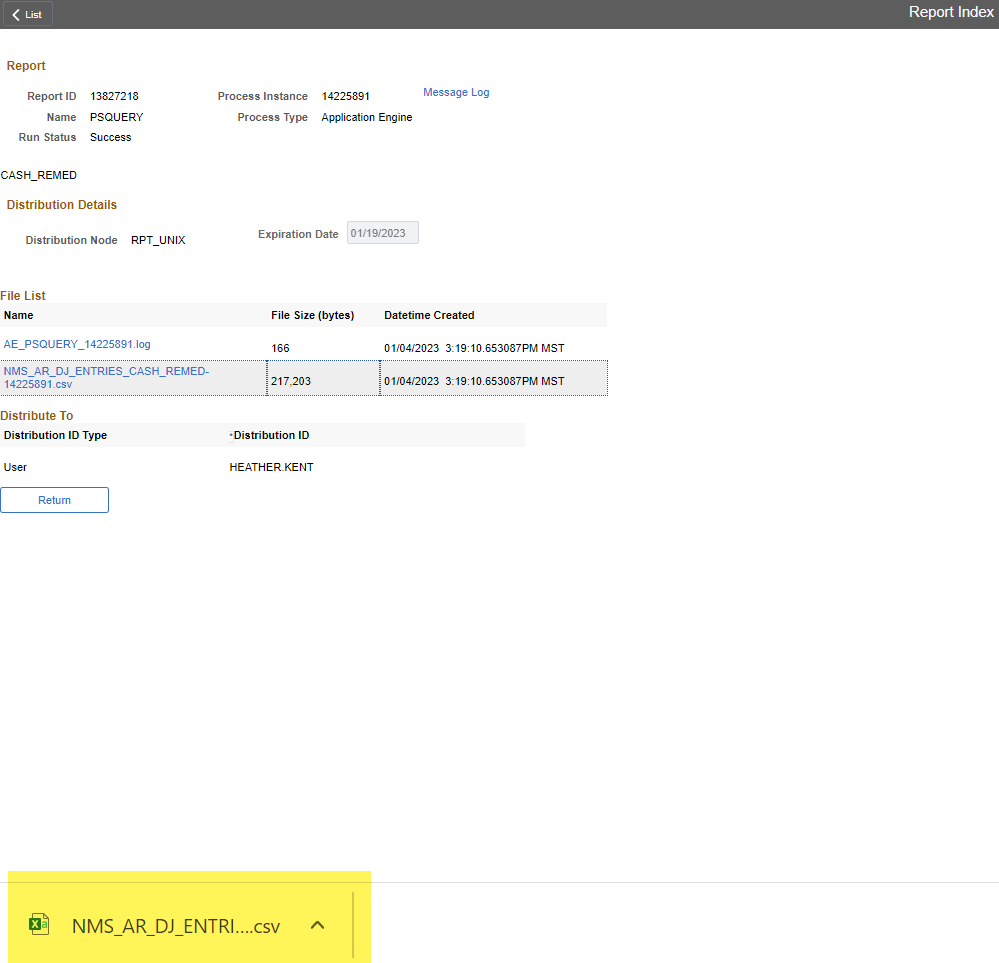 List
Report Index
Report
Report ID 13827218 Process Instance 14225891 Message Log
Name PSQUERY Process Type Application Engine
Run Status Success
CASH_REMED
Distribution Details
Distribution Node RPT_UNIX Expiration Date 01/19/2023
File List
Name File Size (bytes) Datetime Created
AE_PSQUERY_14225891.log 166 01/04/2023 3:19:10.653087PM MST
NMS_AR_DJ_ENTRIES_CASH_REMED-
14225891.csv 217,203 01/04/2023 3:19:10.653087PM MST
Distribute To
Distribution ID Type *Distribution ID
User HEATHER.KENT
Return
NMS_AR_DJ_ENTRI....csv